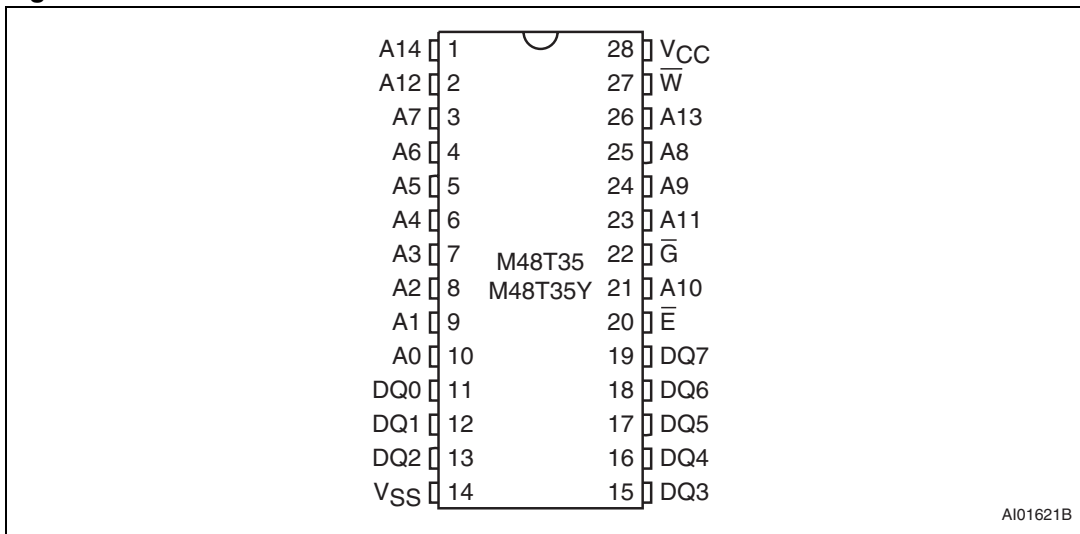 A14 1 28 VCC
A12 2 27 W̅
A7 3 26 A13
A6 4 25 A8
A5 5 24 A9
A4 6 23 A11
A3 7 22 G̅
M48T35
A2 8 21 A10
M48T35Y
A1 9 20 E̅
A0 10 19 DQ7
DQ0 11 18 DQ6
DQ1 12 17 DQ5
DQ2 13 16 DQ4
VSS 14 15 DQ3
AI01621B